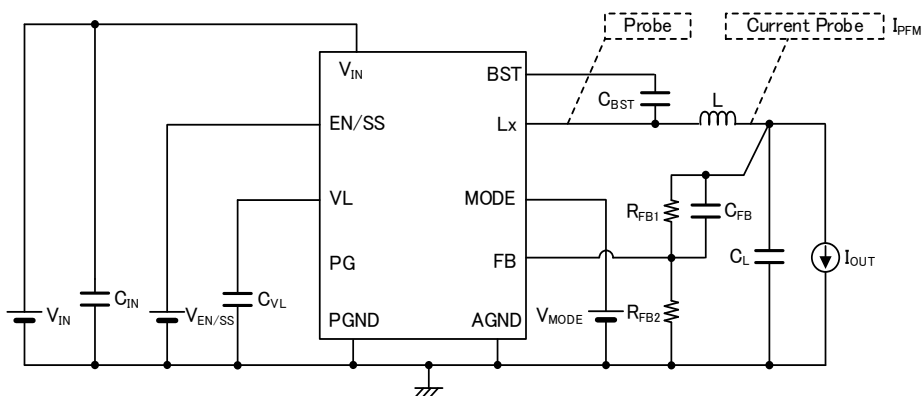 Probe
Current Probe
IPFM
VIN
BST
CBST
L
EN/SS
Lx
VL
MODE
RFB1
CFB
PG
FB
CL
IOUT
VIN
CIN
VEN/SS
CVL
PGND
AGND
VMODE
RFB2